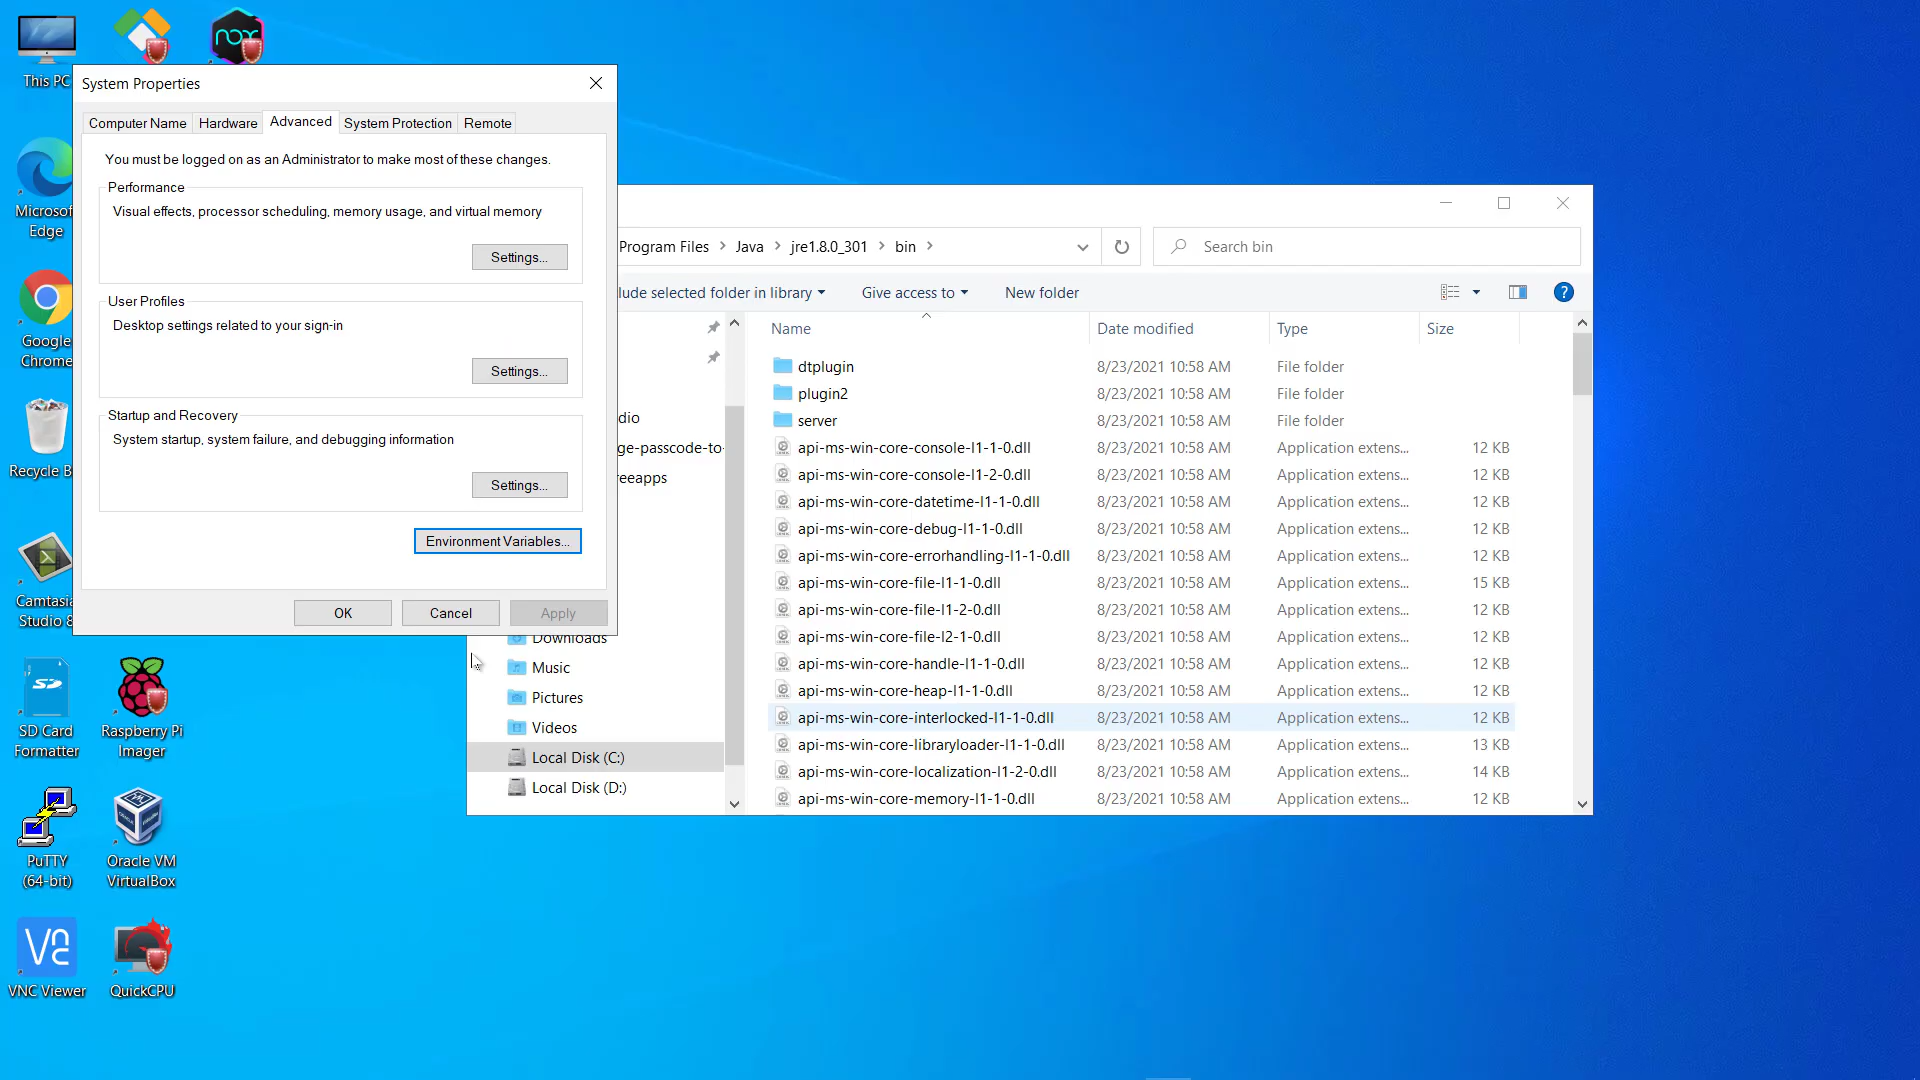 This PC
nox
Microsof
Edge
Google
Chrome
Recycle B
Camtasia
Studio 8
SD
SD Card
Formatter
Raspberry Pi
Imager
PuTTY
(64-bit)
Oracle VM
VirtualBox
VNC Viewer
QuickCPU
System Properties
Computer Name
Hardware
Advanced
System Protection
Remote
You must be logged on as an Administrator to make most of these changes.
Performance
Visual effects, processor scheduling, memory usage, and virtual memory
Settings...
User Profiles
Desktop settings related to your sign-in
Settings...
Startup and Recovery
System startup, system failure, and debugging information
Settings...
Environment Variables...
OK
Cancel
Apply
Program Files > Java > jre1.8.0_301 > bin >
Search bin
lude selected folder in library
Give access to
New folder
dio
ge-passcode-to-
reeapps
Downloads
Music
Pictures
Videos
Local Disk (C:)
Local Disk (D:)
Name Date modified Type Size
dtplugin 8/23/2021 10:58 AM File folder
plugin2 8/23/2021 10:58 AM File folder
server 8/23/2021 10:58 AM File folder
api-ms-win-core-console-l1-1-0.dll 8/23/2021 10:58 AM Application extens... 12 KB
api-ms-win-core-console-l1-2-0.dll 8/23/2021 10:58 AM Application extens... 12 KB
api-ms-win-core-datetime-l1-1-0.dll 8/23/2021 10:58 AM Application extens... 12 KB
api-ms-win-core-debug-l1-1-0.dll 8/23/2021 10:58 AM Application extens... 12 KB
api-ms-win-core-errorhandling-l1-1-0.dll 8/23/2021 10:58 AM Application extens... 12 KB
api-ms-win-core-file-l1-1-0.dll 8/23/2021 10:58 AM Application extens... 15 KB
api-ms-win-core-file-l1-2-0.dll 8/23/2021 10:58 AM Application extens... 12 KB
api-ms-win-core-file-l2-1-0.dll 8/23/2021 10:58 AM Application extens... 12 KB
api-ms-win-core-handle-l1-1-0.dll 8/23/2021 10:58 AM Application extens... 12 KB
api-ms-win-core-heap-l1-1-0.dll 8/23/2021 10:58 AM Application extens... 12 KB
api-ms-win-core-interlocked-l1-1-0.dll 8/23/2021 10:58 AM Application extens... 12 KB
api-ms-win-core-libraryloader-l1-1-0.dll 8/23/2021 10:58 AM Application extens... 13 KB
api-ms-win-core-localization-l1-2-0.dll 8/23/2021 10:58 AM Application extens... 14 KB
api-ms-win-core-memory-l1-1-0.dll 8/23/2021 10:58 AM Application extens... 12 KB